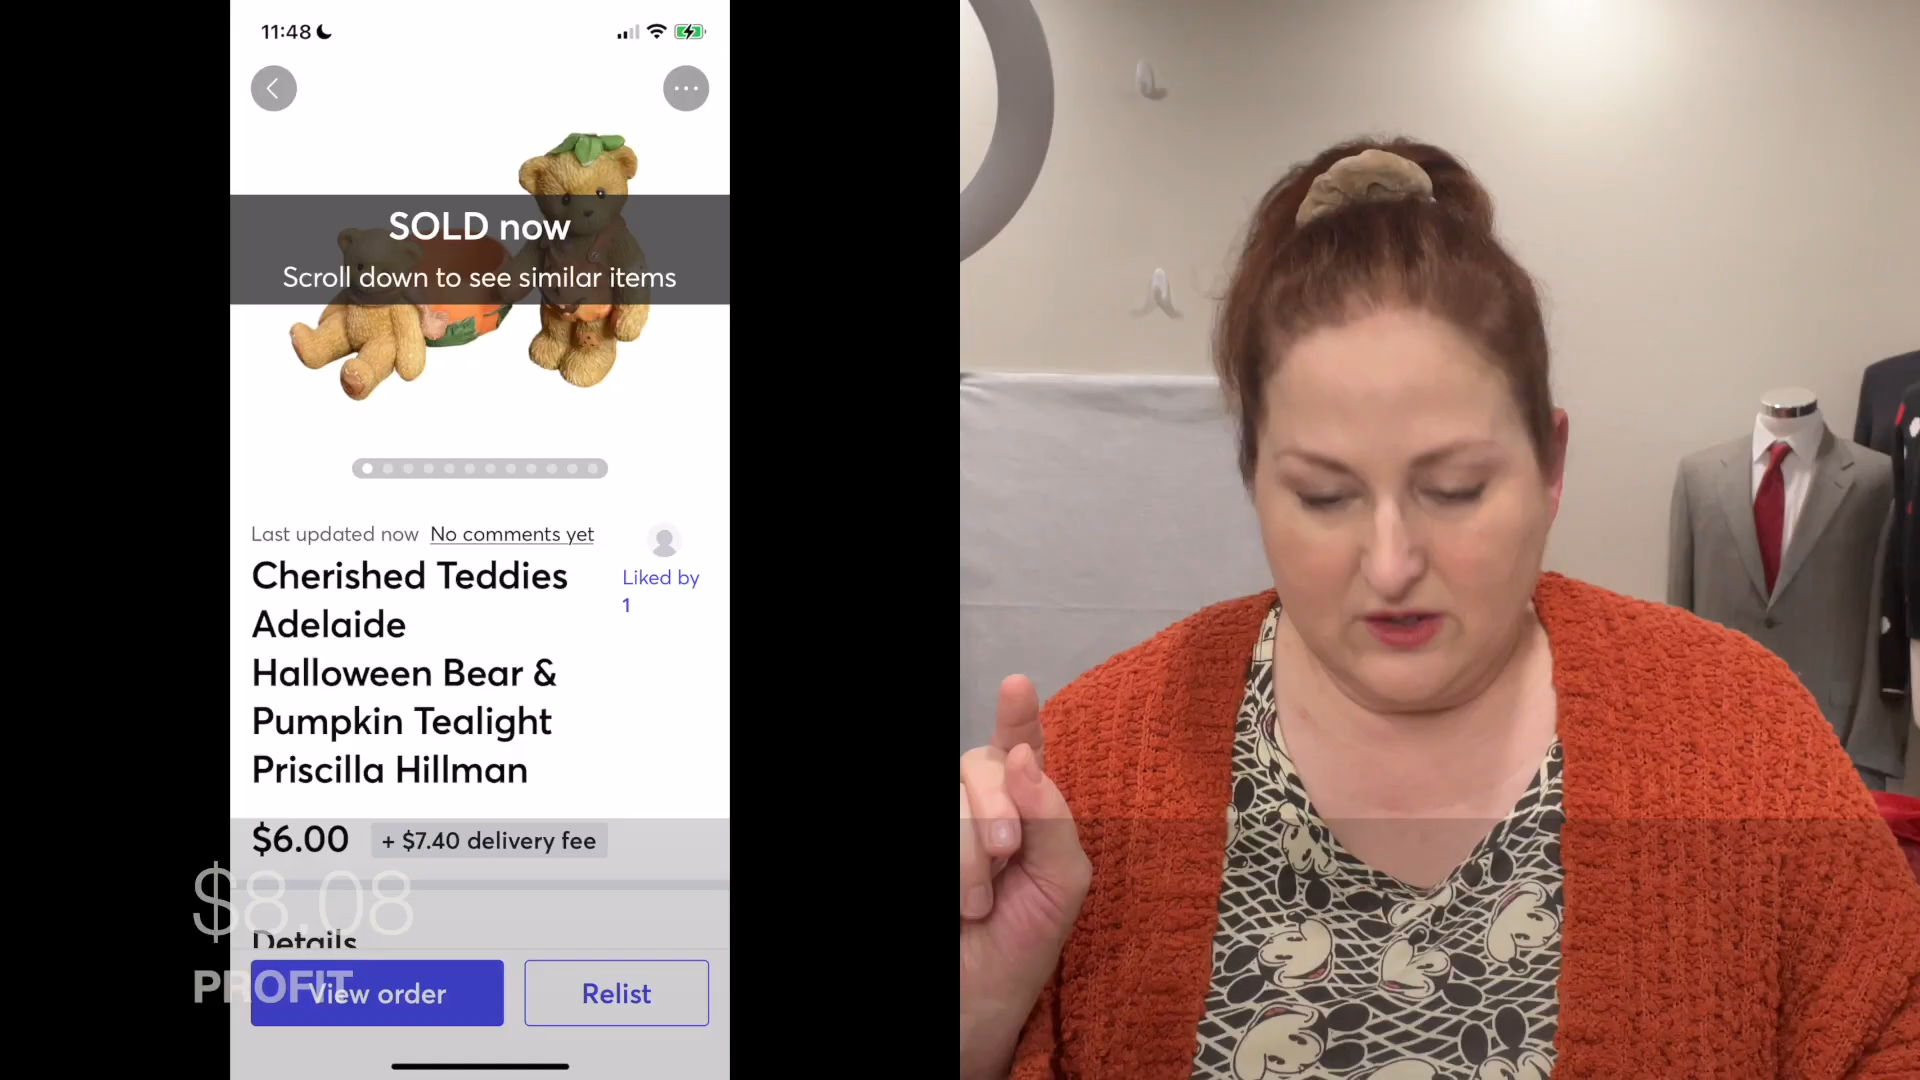 11:48
SOLD now
Scroll down to see similar items
Last updated now No comments yet
Liked by
1
Cherished Teddies
Adelaide
Halloween Bear &
Pumpkin Tealight
Priscilla Hillman
$6.00 + $7.40 delivery fee
$8.08
Details
PROFIT
View order
Relist